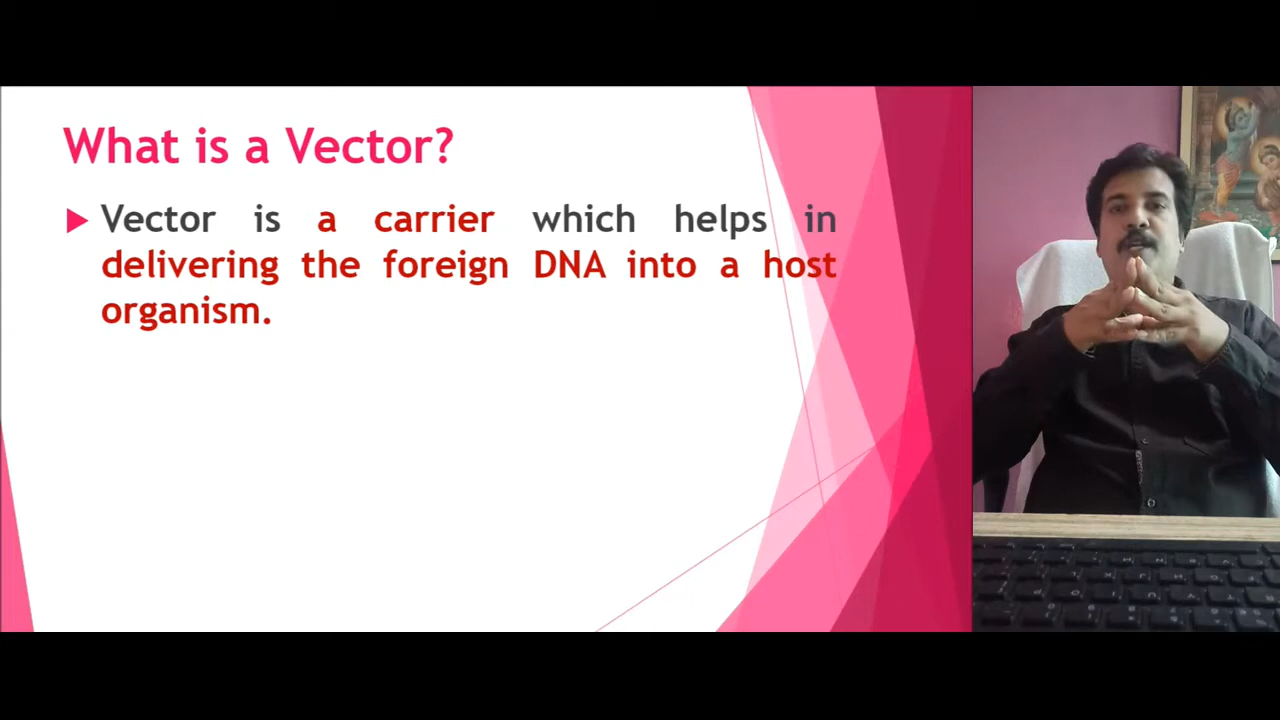 What is a Vector?
Vector is a carrier which helps in
delivering the foreign DNA into a host
organism.